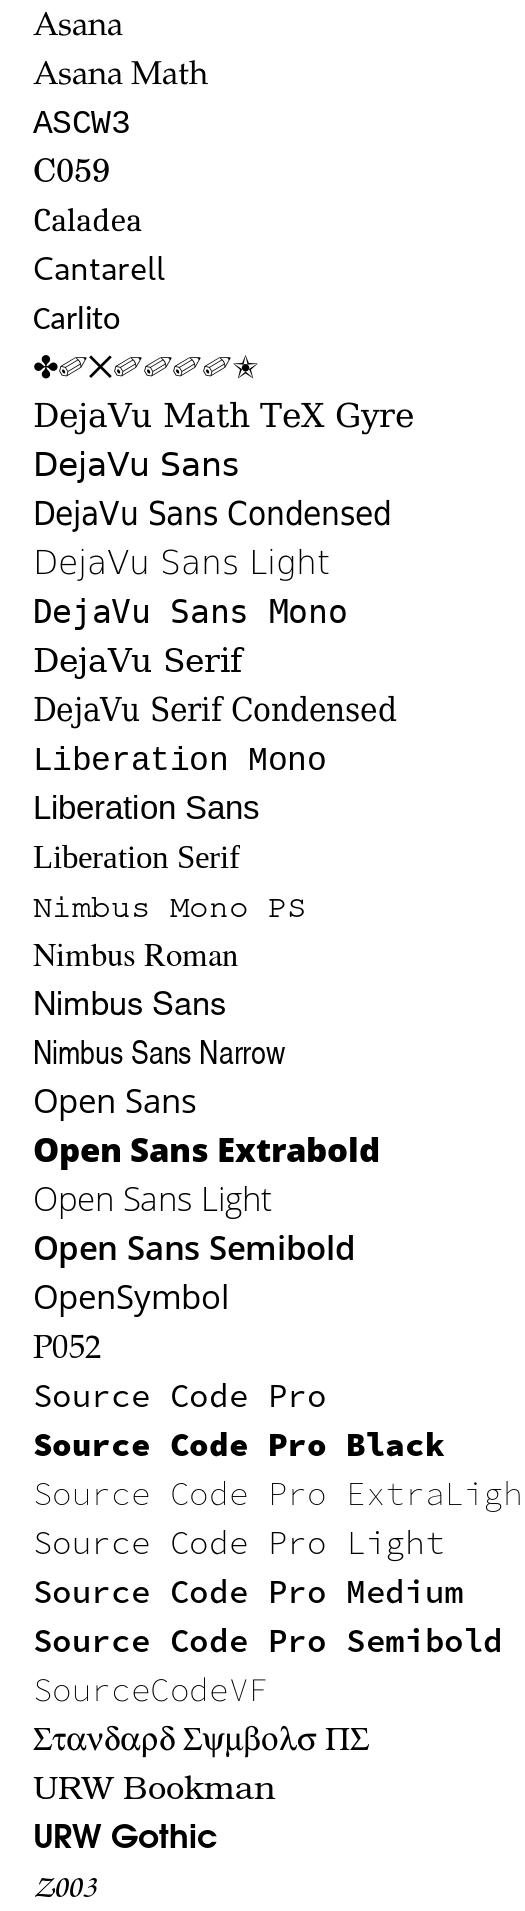 Asana
Asana Math
ASCW3
C059
Caladea
Cantarell
Carlito
✤✐✕✐✐✐✐✯
DejaVu Math TeX Gyre
DejaVu Sans
DejaVu Sans Condensed
DejaVu Sans Light
DejaVu Sans Mono
DejaVu Serif
DejaVu Serif Condensed
Liberation Mono
Liberation Sans
Liberation Serif
Nimbus Mono PS
Nimbus Roman
Nimbus Sans
Nimbus Sans Narrow
Open Sans
Open Sans Extrabold
Open Sans Light
Open Sans Semibold
OpenSymbol
P052
Source Code Pro
Source Code Pro Black
Source Code Pro ExtraLigh
Source Code Pro Light
Source Code Pro Medium
Source Code Pro Semibold
SourceCodeVF
Στανδαρδ Σψμβολσ ΠΣ
URW Bookman
URW Gothic
Z003